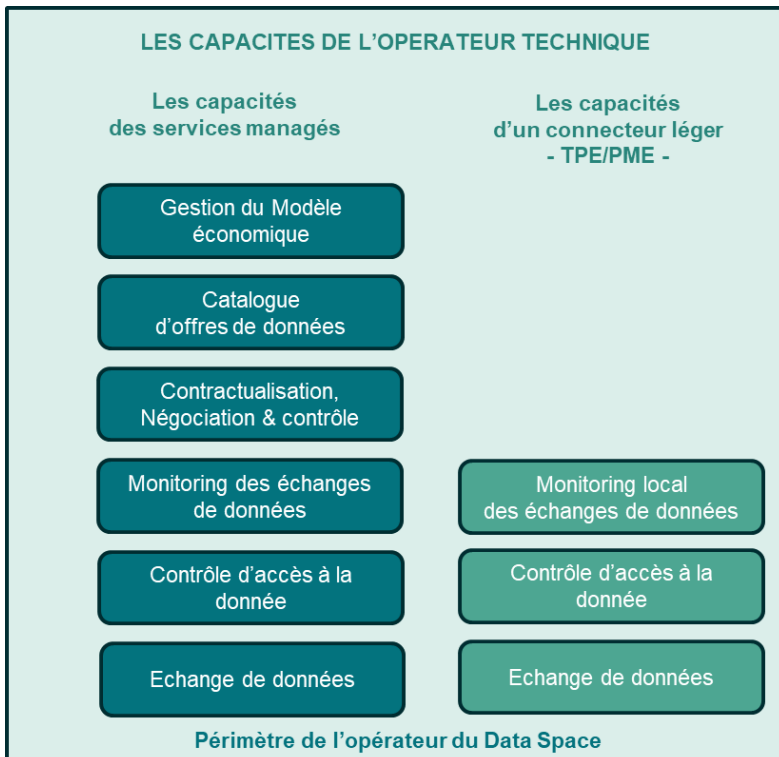 LES CAPACITES DE L'OPERATEUR TECHNIQUE
Les capacités
des services managés
Gestion du Modèle
économique
Catalogue
d'offres de données
Contractualisation,
Négociation & contrôle
Monitoring des échanges
de données
Contrôle d'accès à la
donnée
Echange de données
Les capacités
d'un connecteur léger
- TPE/PME -
Monitoring local
des échanges de données
Contrôle d'accès à la
donnée
Echange de données
Périmètre de l'opérateur du Data Space